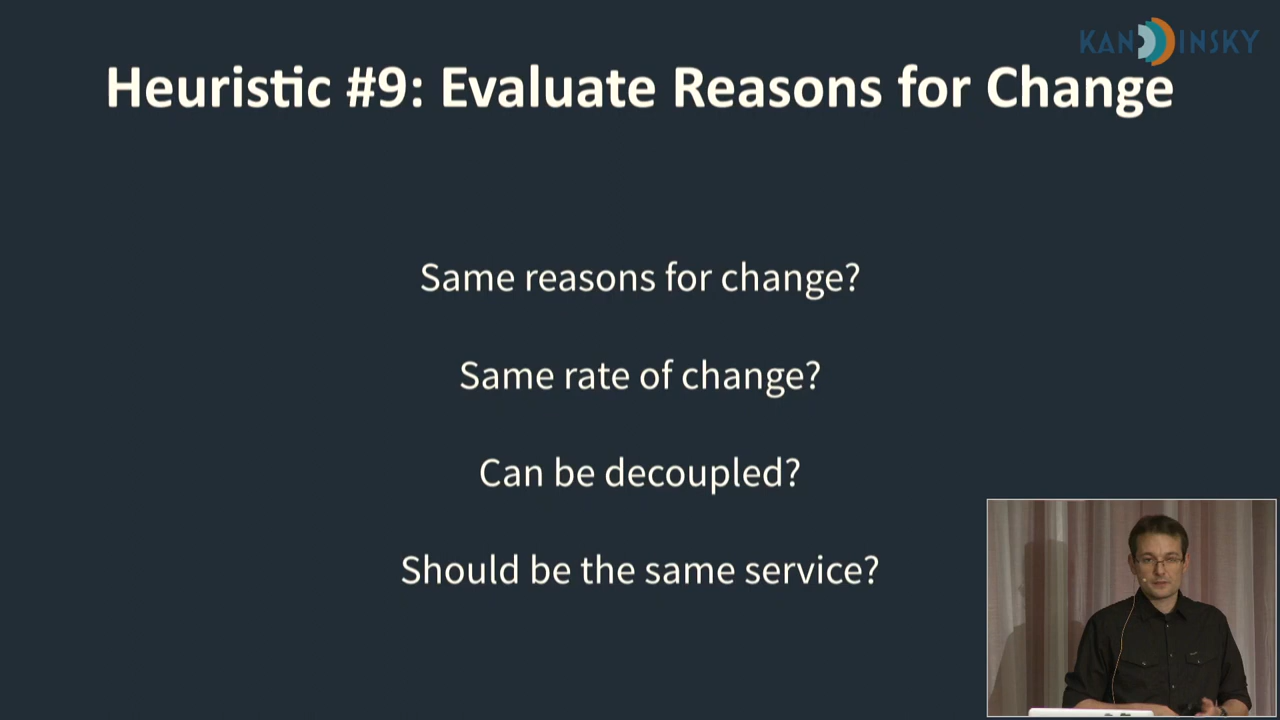 KANDDINSKY
Heuristic #9: Evaluate Reasons for Change
Same reasons for change?
Same rate of change?
Can be decoupled?
Should be the same service?